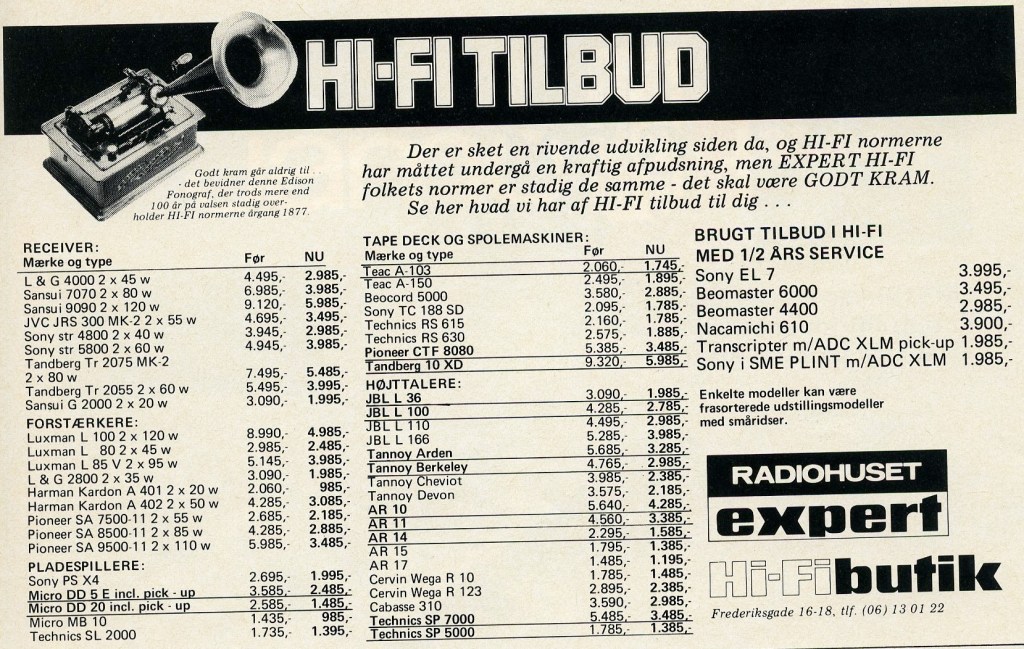 HI-FI TILBUD
Godt kram går aldrig til . .
- det bevidner denne Edison
Fonograf, der trods mere end
100 år på valsen stadig over-
holder HI-FI normerne årgang 1877.
Der er sket en rivende udvikling siden da, og HI-FI normerne
har måttet undergå en kraftig afpudsning, men EXPERT HI-FI
folkets normer er stadig de samme - det skal være GODT KRAM.
Se her hvad vi har af HI-FI tilbud til dig . . .
RECEIVER:
Mærke og type Før NU
L & G 4000 2 x 45 w 4.495,- 2.985,-
Sansui 7070 2 x 80 w 6.985,- 3.985,-
Sansui 9090 2 x 120 w 9.120,- 5.985,-
JVC JRS 300 MK-2 2 x 55 w 4.695,- 3.495,-
Sony str 4800 2 x 40 w 3.945,- 2.985,-
Sony str 5800 2 x 60 w 4.945,- 3.985,-
Tandberg Tr 2075 MK-2
2 x 80 w 7.495,- 5.485,-
Tandberg Tr 2055 2 x 60 w 5.495,- 3.995,-
Sansui G 2000 2 x 20 w 3.090,- 1.995,-
FORSTÆRKERE:
Luxman L 100 2 x 120 w 8.990,- 4.985,-
Luxman L 80 2 x 45 w 2.985,- 2.485,-
Luxman L 85 V 2 x 95 w 5.145,- 3.985,-
L & G 2800 2 x 35 w 3.090,- 1.985,-
Harman Kardon A 401 2 x 20 w 2.060,- 985,-
Harman Kardon A 402 2 x 50 w 4.285,- 3.085,-
Pioneer SA 7500-11 2 x 55 w 2.685,- 2.185,-
Pioneer SA 8500-11 2 x 85 w 4.285,- 2.885,-
Pioneer SA 9500-11 2 x 110 w 5.985,- 3.485,-
PLADESPILLERE:
Sony PS X4 2.695,- 1.995,-
Micro DD 5 E incl. pick - up 3.585,- 2.485,-
Micro DD 20 incl. pick - up 2.585,- 1.485,-
Micro MB 10 1.435,- 985,-
Technics SL 2000 1.735,- 1.395,-
TAPE DECK OG SPOLEMASKINER:
Mærke og type Før NU
Teac A-103 2.060,- 1.745,-
Teac A-150 2.495,- 1.895,-
Beocord 5000 3.580,- 2.885,-
Sony TC 188 SD 2.095,- 1.785,-
Technics RS 615 2.160,- 1.785,-
Technics RS 630 2.575,- 1.885,-
Pioneer CTF 8080 5.385,- 3.485,-
Tandberg 10 XD 9.320,- 5.985,-
HØJTTALERE:
JBL L 36 3.090,- 1.985,-
JBL L 100 4.285,- 2.785,-
JBL L 110 4.495,- 2.985,-
JBL L 166 5.285,- 3.985,-
Tannoy Arden 5.685,- 3.285,-
Tannoy Berkeley 4.765,- 2.985,-
Tannoy Cheviot 3.985,- 2.385,-
Tannoy Devon 3.575,- 2.185,-
AR 10 5.640,- 4.285,-
AR 11 4.560,- 3.385,-
AR 14 2.295,- 1.585,-
AR 15 1.795,- 1.385,-
AR 17 1.485,- 1.195,-
Cervin Wega R 10 1.785,- 1.485,-
Cervin Wega R 123 2.895,- 2.385,-
Cabasse 310 3.590,- 2.985,-
Technics SP 7000 5.485,- 3.485,-
Technics SP 5000 1.785,- 1.385,-
BRUGT TILBUD I HI-FI
MED 1/2 ÅRS SERVICE
Sony EL 7 3.995,-
Beomaster 6000 3.495,-
Beomaster 4400 2.985,-
Nacamichi 610 3.900,-
Transcripter m/ADC XLM pick-up 1.985,-
Sony i SME PLINT m/ADC XLM 1.985,-
Enkelte modeller kan være
frasorterede udstillingsmodeller
med småridser.
RADIOHUSET
expert
Hi-Fi butik
Frederiksgade 16-18, tlf. (06) 13 01 22